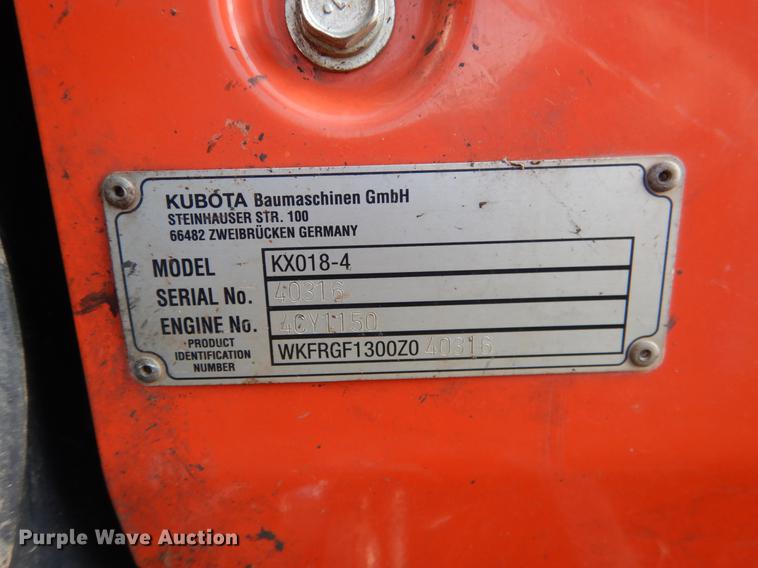 KUBOTA Baumaschinen GmbH
STEINHAUSER STR. 100
66482 ZWEIBRÜCKEN GERMANY
MODEL KX018-4
SERIAL No. 40316
ENGINE No. 4CY1150
PRODUCT IDENTIFICATION NUMBER WKFRGF1300Z0 40316
Purple Wave Auction